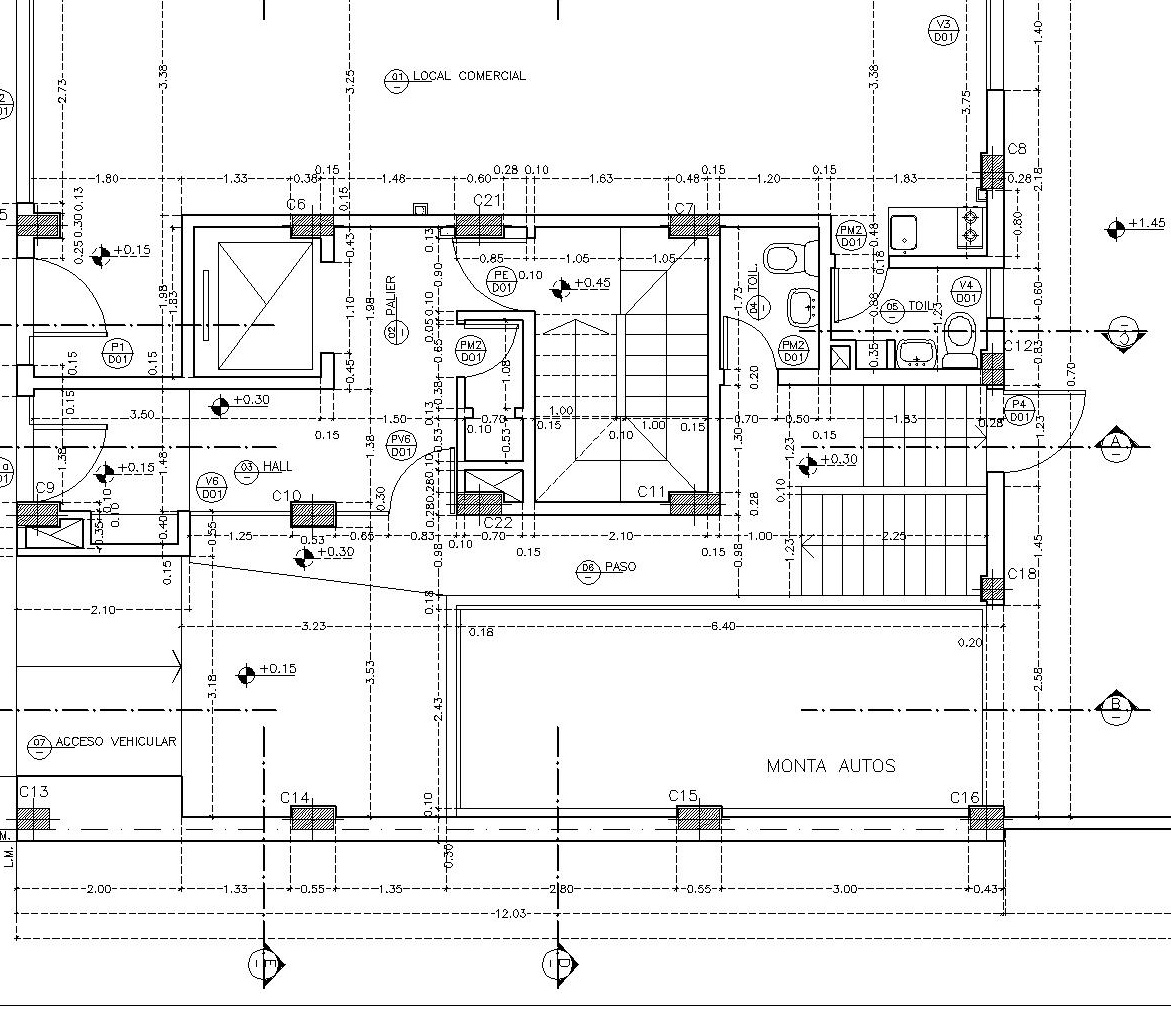 V3
D01
1.40
01 LOCAL COMERCIAL
2.73
3.38
3.25
3.38
3.75
C8
2.18
0.28
1.80
1.33
0.38
0.15
1.48
0.60
0.28
0.10
1.63
0.48
0.15
1.20
0.15
1.83
0.15
0.13
0.30
0.25
C6
C21
C7
0.80
+1.45
+0.15
0.43
0.13
PM2
D01
0.48
0.18
0.85
1.05
1.05
0.90
PE
D01
0.10
+0.45
04 TOIL.
1.73
V4
D01
0.60
1.98
1.83
1.10
1.98
02 PALIER
0.10
0.05
05 TOIL.
0.88
1.23
C
P1
D01
0.15
0.15
PM2
D01
0.65
1.08
PM2
D01
0.35
C12
0.83
0.70
0.45
0.38
0.20
0.15
+0.30
3.50
0.15
1.50
0.13
0.70
0.10
0.15
1.00
0.10
1.00
0.15
0.70
0.50
0.15
1.83
0.28
P4
D01
1.23
A
1.38
1.48
1.38
PV6
D01
0.53
0.53
1.30
1.23
+0.30
+0.15
03 HALL
V6
D01
0.10
0.28
0.28
0.10
C9
0.10
0.10
C10
0.30
C11
0.28
C22
0.35
0.40
0.55
1.25
0.53
0.65
0.83
0.10
0.70
0.15
2.10
0.15
1.00
2.25
1.45
+0.30
0.15
0.98
0.98
1.23
06 PASO
C18
2.10
0.18
3.23
0.18
6.40
0.20
+0.15
3.18
3.53
2.43
2.58
B
07 ACCESO VEHICULAR
MONTA AUTOS
C13
C14
0.10
C15
C16
L.M.
0.30
2.00
1.33
0.55
1.35
2.80
0.55
3.00
0.43
12.03
E
D